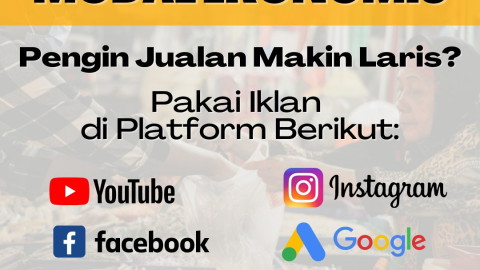 Pengin Jualan Makin Laris?
Pakai Iklan
di Platform Berikut:
YouTube
Instagram
facebook
Google